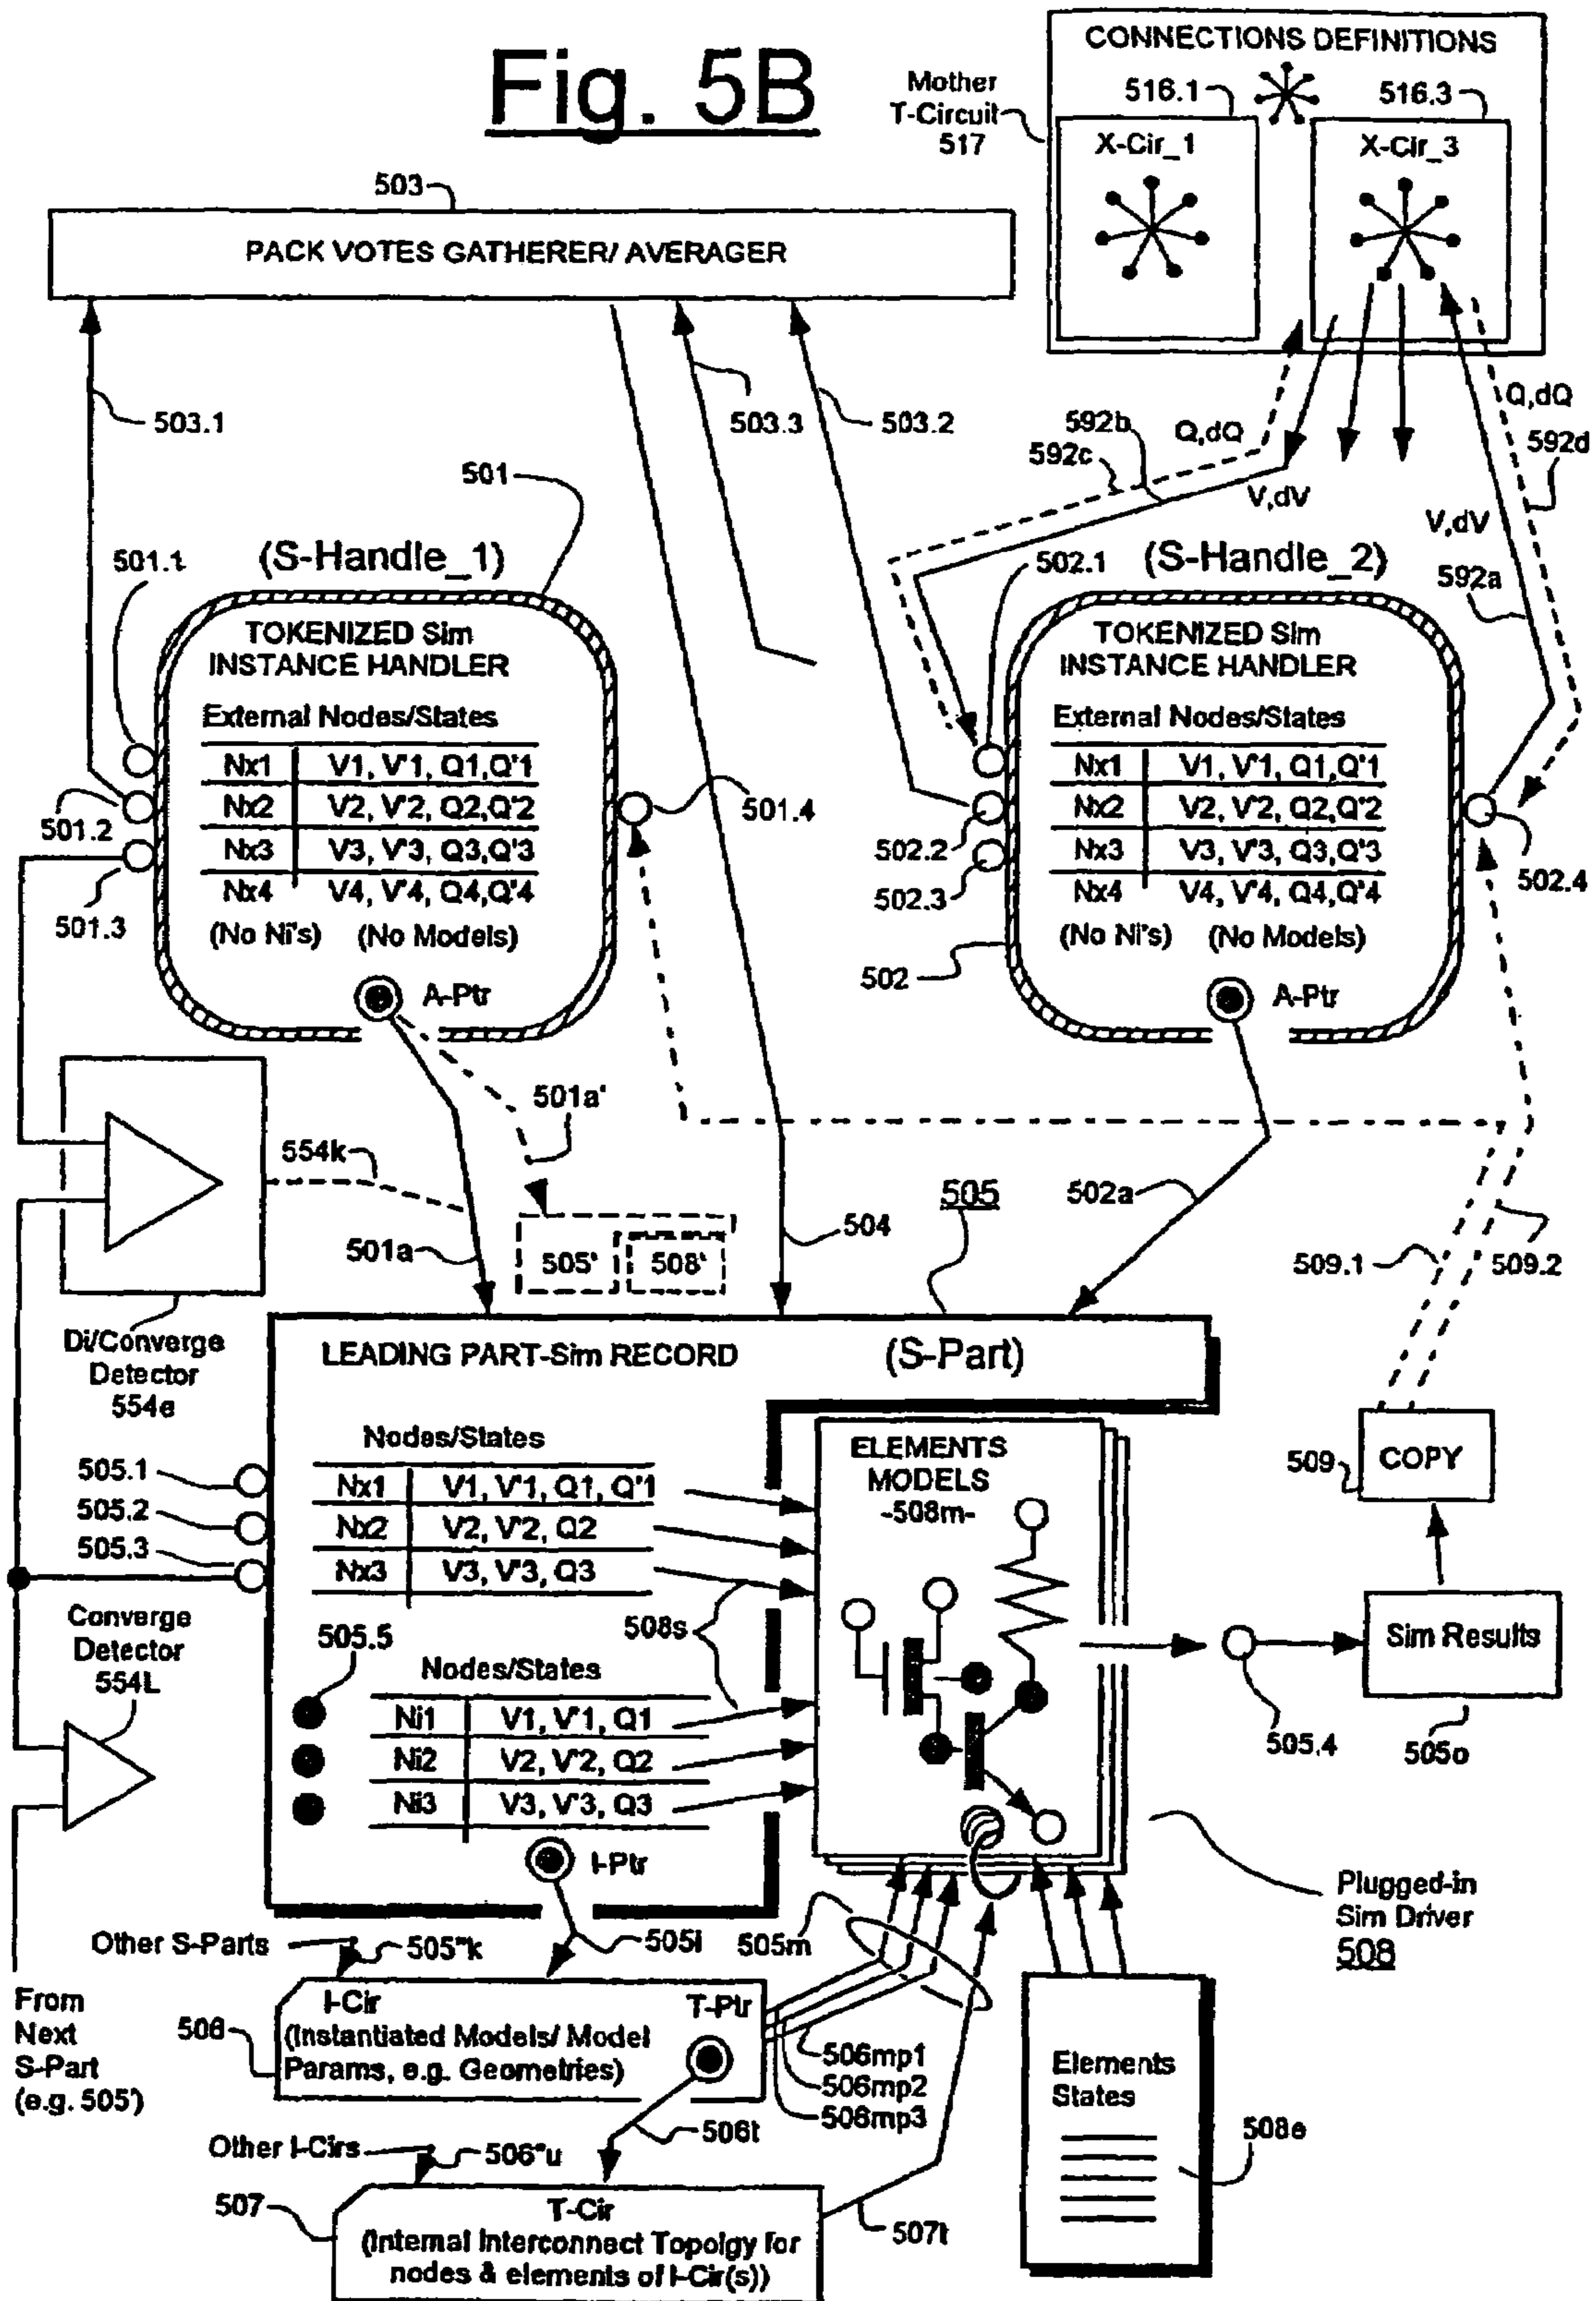 Fig. 5B
CONNECTIONS DEFINITIONS
Mother
T-Circuit
517
516.1
516.3
X-Cir_1
X-Cir_3
503
PACK VOTES GATHERER/ AVERAGER
503.1
503.3
503.2
592b
592c
Q,dQ
V,dV
Q,dQ
592d
V,dV
592a
501
501.1
(S-Handle_1)
TOKENIZED Sim
INSTANCE HANDLER
External Nodes/States
Nx1 V1, V'1, Q1,Q'1
Nx2 V2, V'2, Q2,Q'2
Nx3 V3, V'3, Q3,Q'3
Nx4 V4, V'4, Q4,Q'4
(No Ni's) (No Models)
A-Ptr
501.2
501.3
501.4
502.1
(S-Handle_2)
TOKENIZED Sim
INSTANCE HANDLER
External Nodes/States
Nx1 V1, V'1, Q1,Q'1
Nx2 V2, V'2, Q2,Q'2
Nx3 V3, V'3, Q3,Q'3
Nx4 V4, V'4, Q4,Q'4
(No Ni's) (No Models)
A-Ptr
502.2
502.3
502
502.4
501a'
554k
501a
505'
508'
504
505
502a
509.1
509.2
Di/Converge
Detector
554e
LEADING PART-Sim RECORD (S-Part)
Nodes/States
Nx1 V1, V'1, Q1, Q'1
Nx2 V2, V'2, Q2
Nx3 V3, V'3, Q3
505.1
505.2
505.3
505.5
508s
Nodes/States
Ni1 V1, V'1, Q1
Ni2 V2, V'2, Q2
Ni3 V3, V'3, Q3
I-Ptr
ELEMENTS
MODELS
-508m-
509
COPY
Sim Results
505.4
505o
Converge
Detector
554L
Plugged-in
Sim Driver
508
Other S-Parts
505"k
505i
505m
From
Next
S-Part
(e.g. 505')
506
I-Cir
T-Ptr
(Instantiated Models/ Model
Params, e.g. Geometries)
506mp1
506mp2
506mp3
506t
Other I-Cirs
506"u
507
T-Cir
(Internal Interconnect Topolgy for
nodes & elements of I-Cir(s))
507t
Elements
States
508e